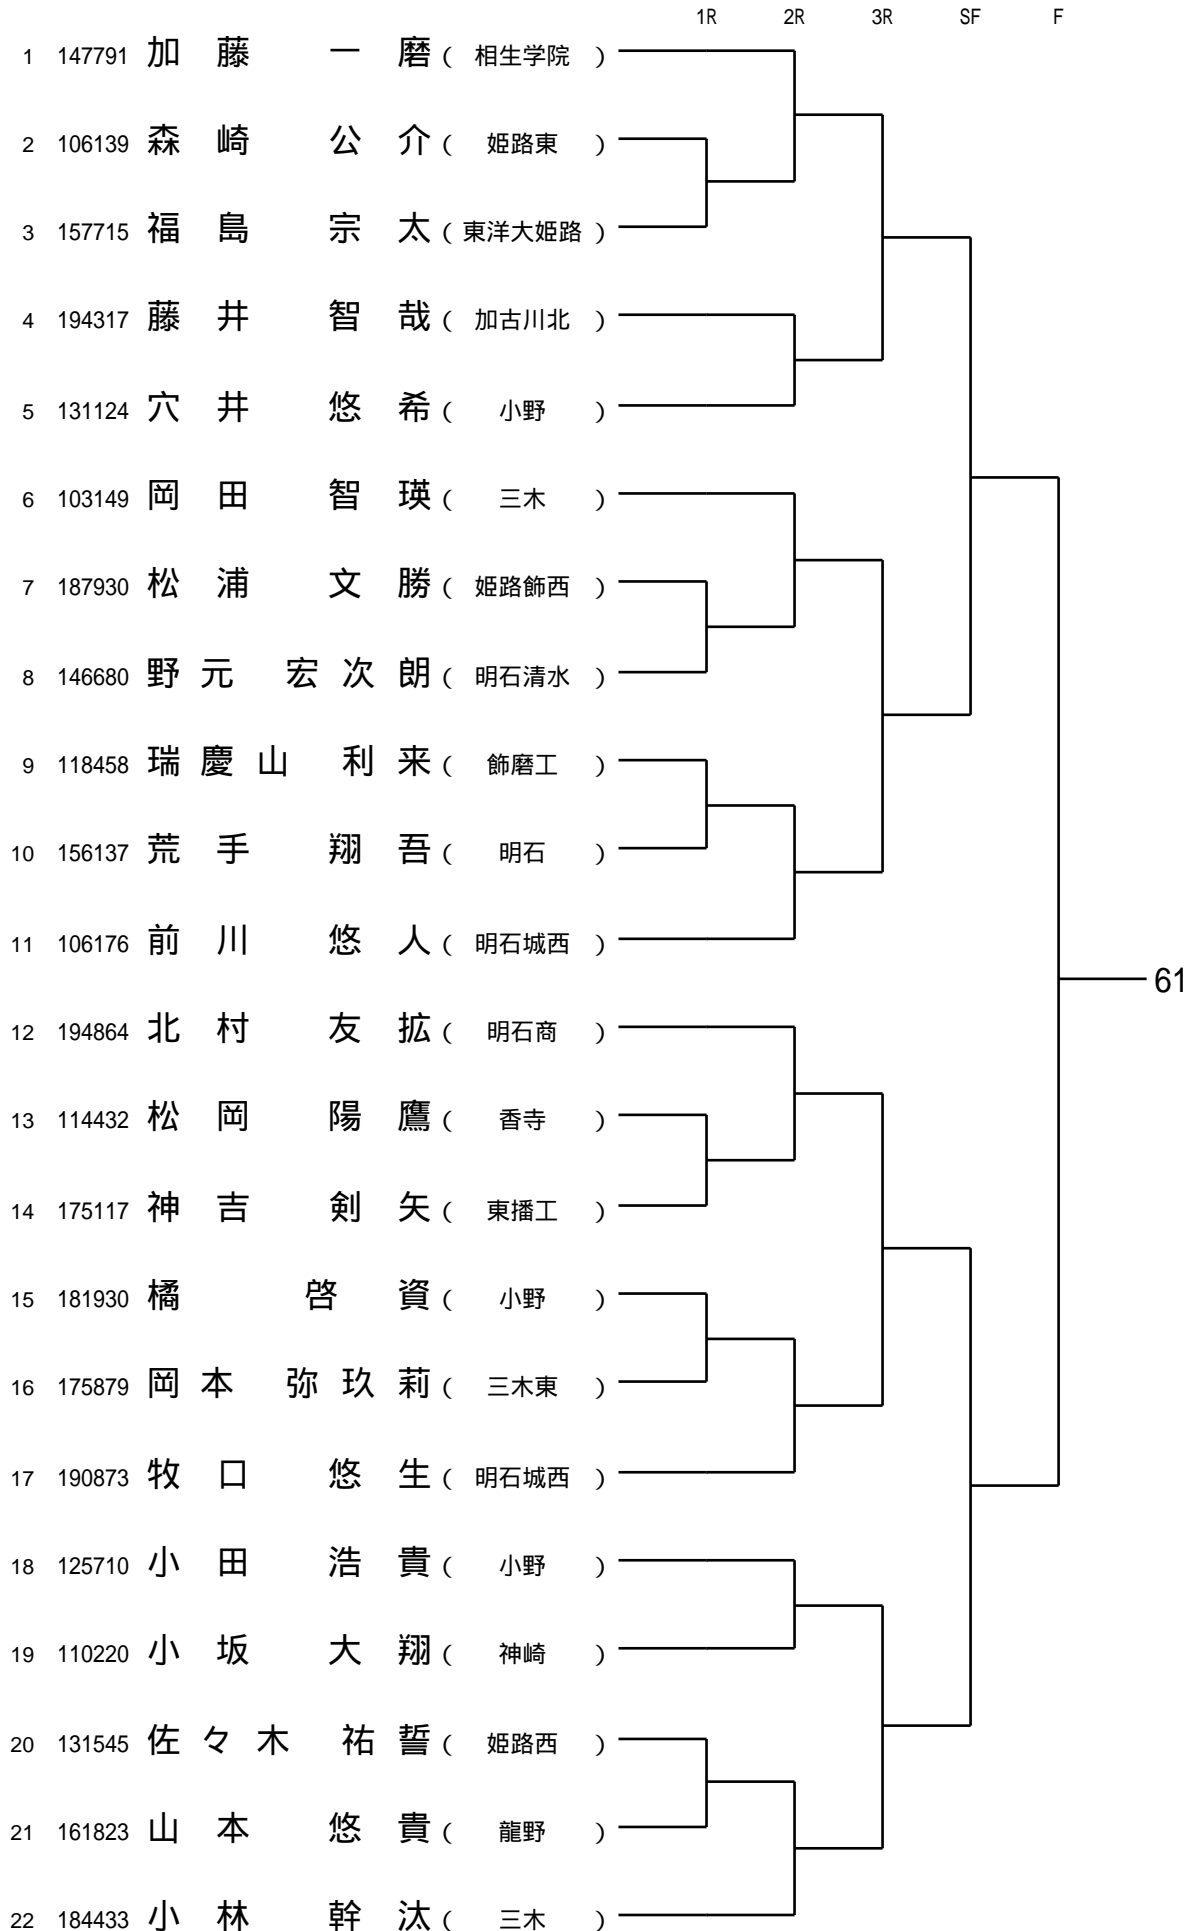 1R 2R 3R SF F
1 147791 加藤 一磨 ( 相生学院 )
2 106139 森崎 公介 ( 姫路東 )
3 157715 福島 宗太 ( 東洋大姫路 )
4 194317 藤井 智哉 ( 加古川北 )
5 131124 穴井 悠希 ( 小野 )
6 103149 岡田 智瑛 ( 三木 )
7 187930 松浦 文勝 ( 姫路飾西 )
8 146680 野元 宏次朗 ( 明石清水 )
9 118458 瑞慶山 利来 ( 飾磨工 )
10 156137 荒手 翔吾 ( 明石 )
11 106176 前川 悠人 ( 明石城西 )
61
12 194864 北村 友拡 ( 明石商 )
13 114432 松岡 陽鷹 ( 香寺 )
14 175117 神吉 剣矢 ( 東播工 )
15 181930 橘 啓資 ( 小野 )
16 175879 岡本 弥玖莉 ( 三木東 )
17 190873 牧口 悠生 ( 明石城西 )
18 125710 小田 浩貴 ( 小野 )
19 110220 小坂 大翔 ( 神崎 )
20 131545 佐々木 祐誓 ( 姫路西 )
21 161823 山本 悠貴 ( 龍野 )
22 184433 小林 幹汰 ( 三木 )